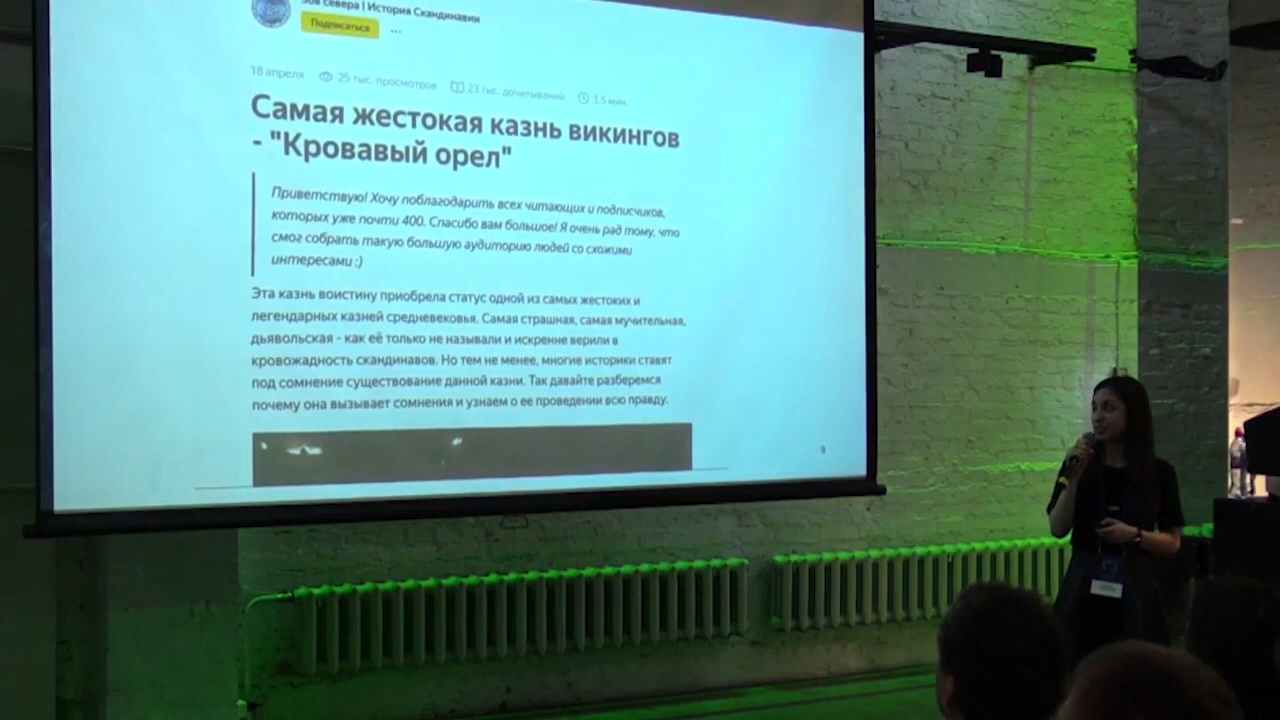 Зов севера | История Скандинавии
Подписаться
18 апреля 25 тыс. просмотров 23 тыс. дочитываний 3.5 мин.
Самая жестокая казнь викингов
- "Кровавый орел"
Приветствую! Хочу поблагодарить всех читающих и подписчиков,
которых уже почти 400. Спасибо вам большое! Я очень рад тому, что
смог собрать такую большую аудиторию людей со схожими
интересами :)
Эта казнь воистину приобрела статус одной из самых жестоких и
легендарных казней средневековья. Самая страшная, самая мучительная,
дьявольская - как её только не называли и искренне верили в
кровожадность скандинавов. Но тем не менее, многие историки ставят
под сомнение существование данной казни. Так давайте разберемся
почему она вызывает сомнения и узнаем о ее проведении всю правду.
9